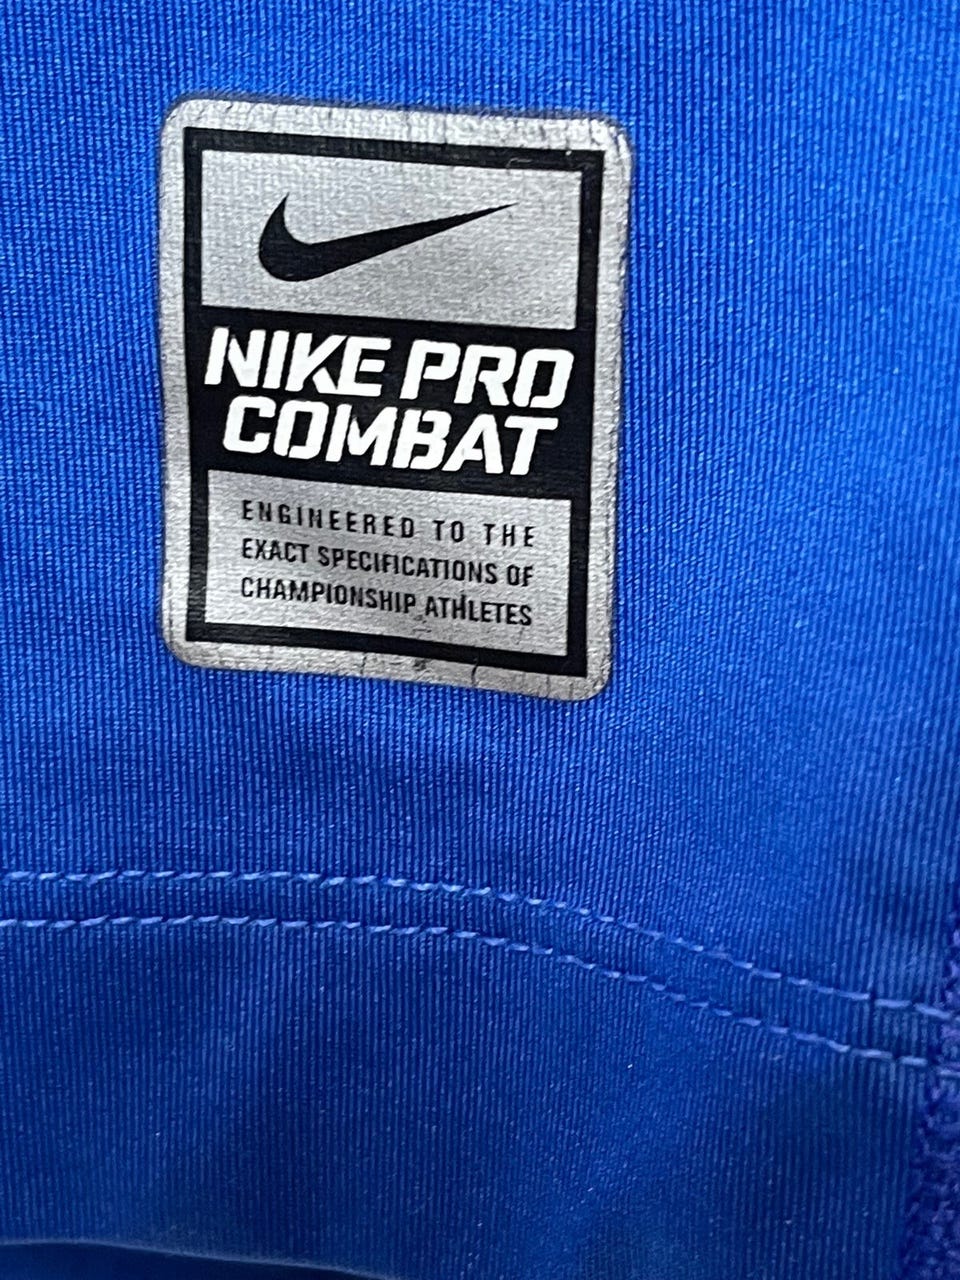 NIKE PRO
COMBAT
ENGINEERED TO THE
EXACT SPECIFICATIONS OF
CHAMPIONSHIP ATHLETES